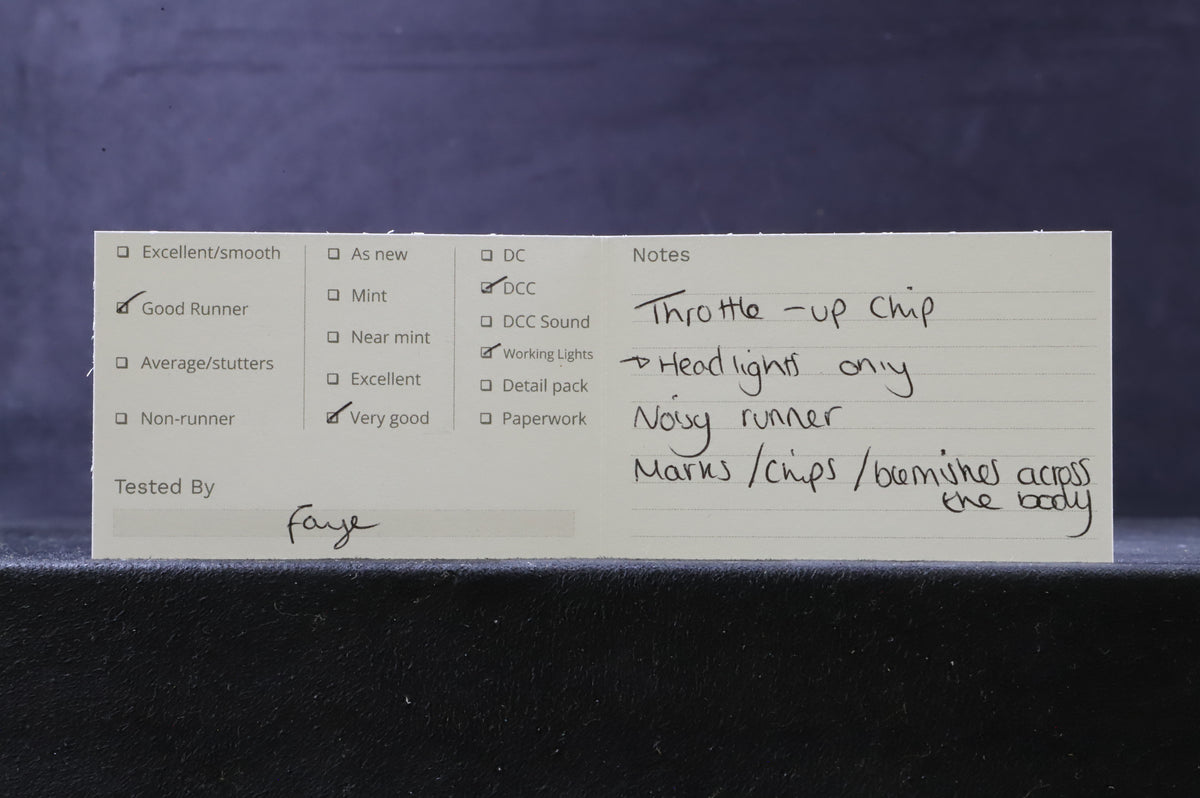 ☐ Excellent/smooth
☑ Good Runner
☐ Average/stutters
☐ Non-runner
☐ As new
☐ Mint
☐ Near mint
☐ Excellent
☑ Very good
☐ DC
☑ DCC
☐ DCC Sound
☑ Working Lights
☐ Detail pack
☐ Paperwork
Tested By
Faye
Notes
Throttle -up Chip
→ Headlights only
Noisy runner
Marks /chips /blemishes across
the body